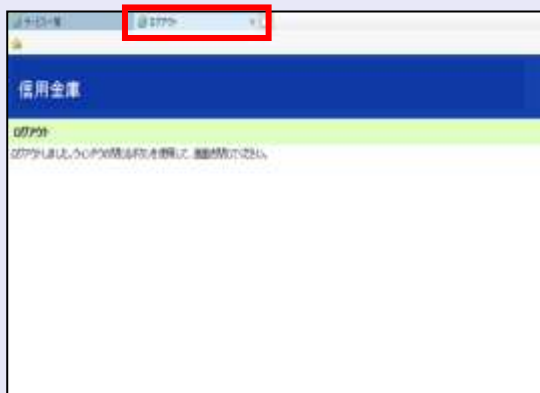 サービス一覧
ログアウト
信用金庫
ログアウト
ログアウトしました。ウィンドウの閉じるボタンを使用して、画面を閉じてください。